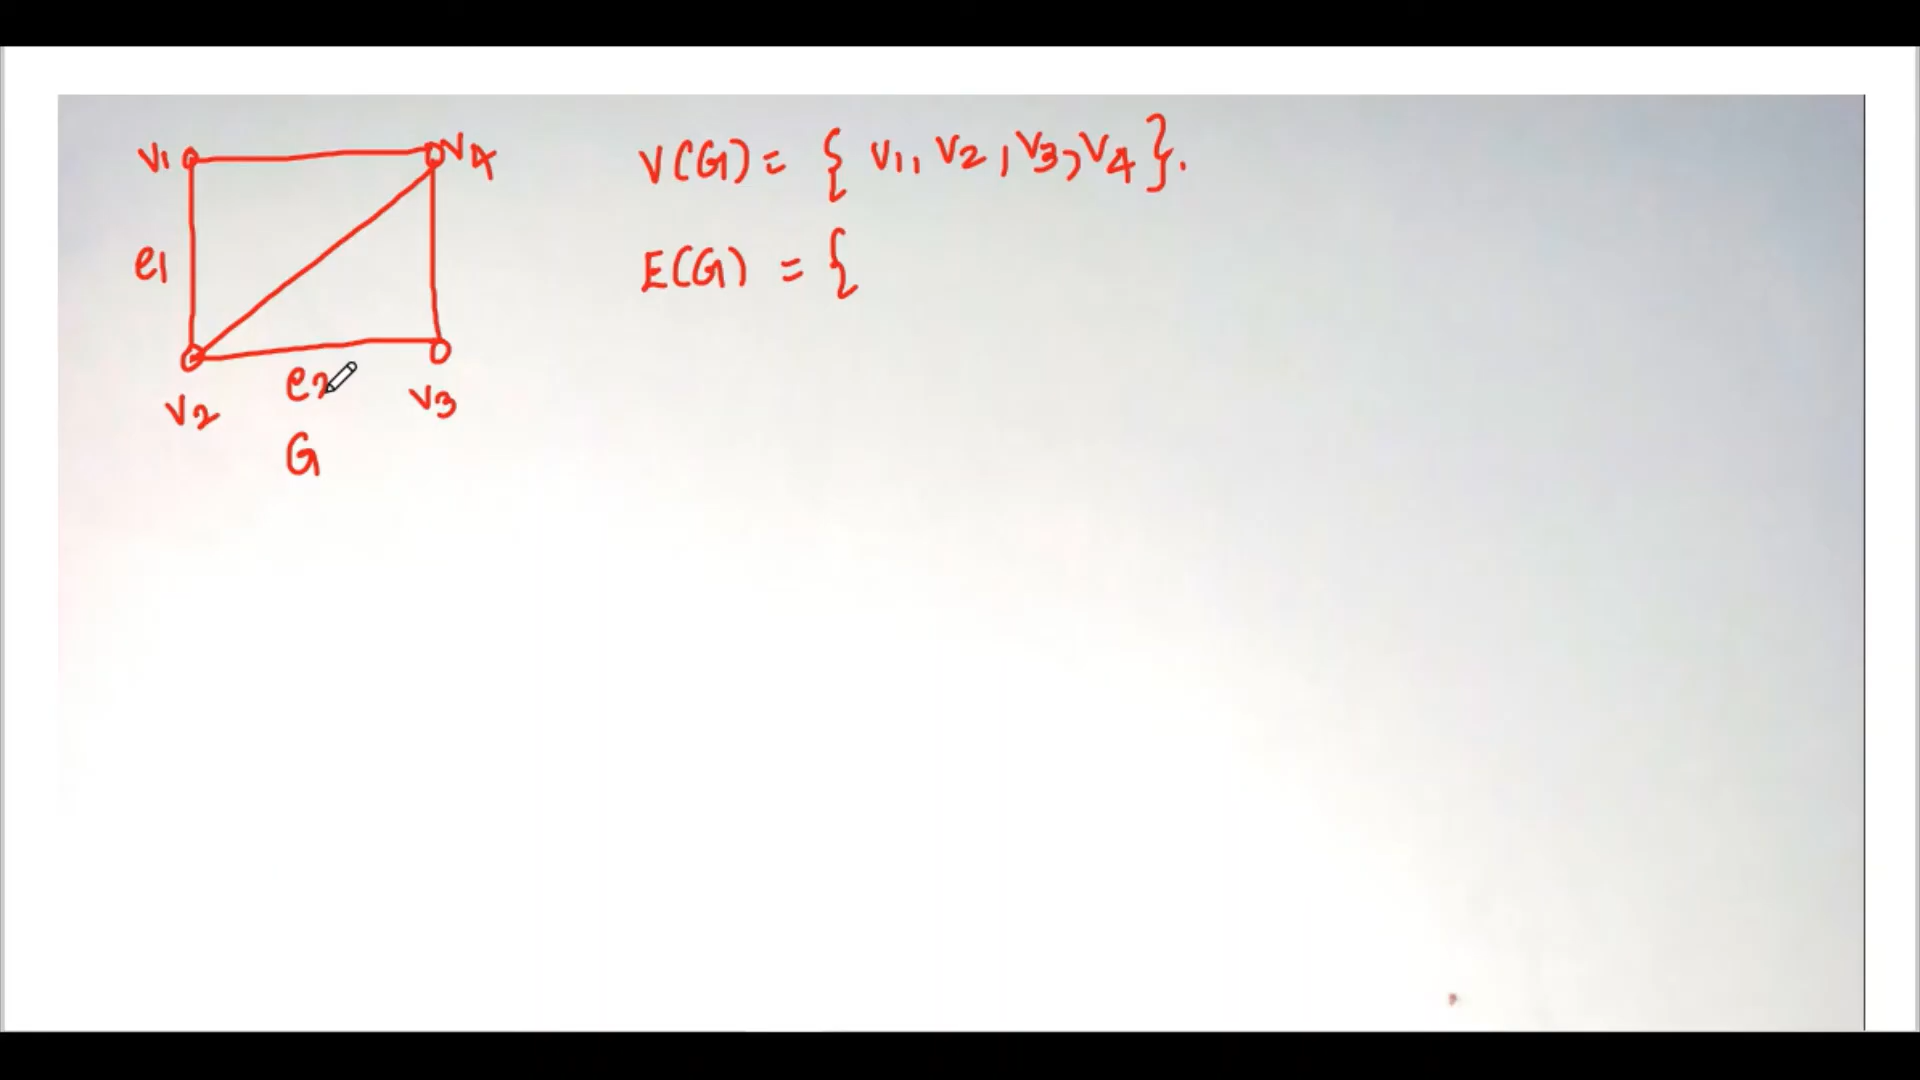 v1
v4
V(G) = { v1, v2, v3, v4 }.
e1
E(G) = {
e2
v2
v3
G